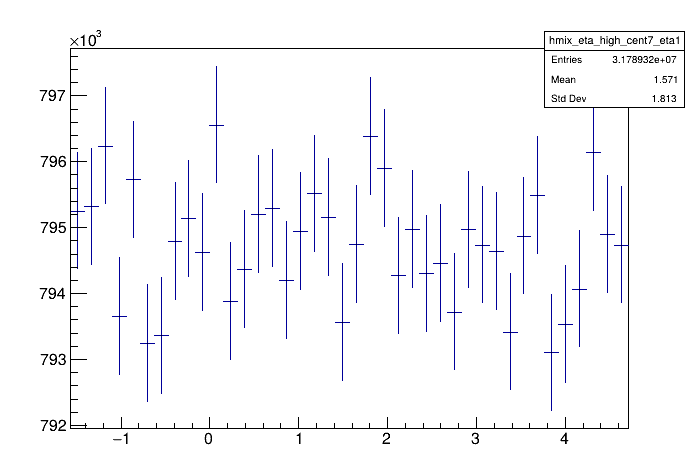 ×10³
hmix_eta_high_cent7_eta1
Entries 3.178932e+07
Mean 1.571
Std Dev 1.813
797
796
795
794
793
792
−1 0 1 2 3 4